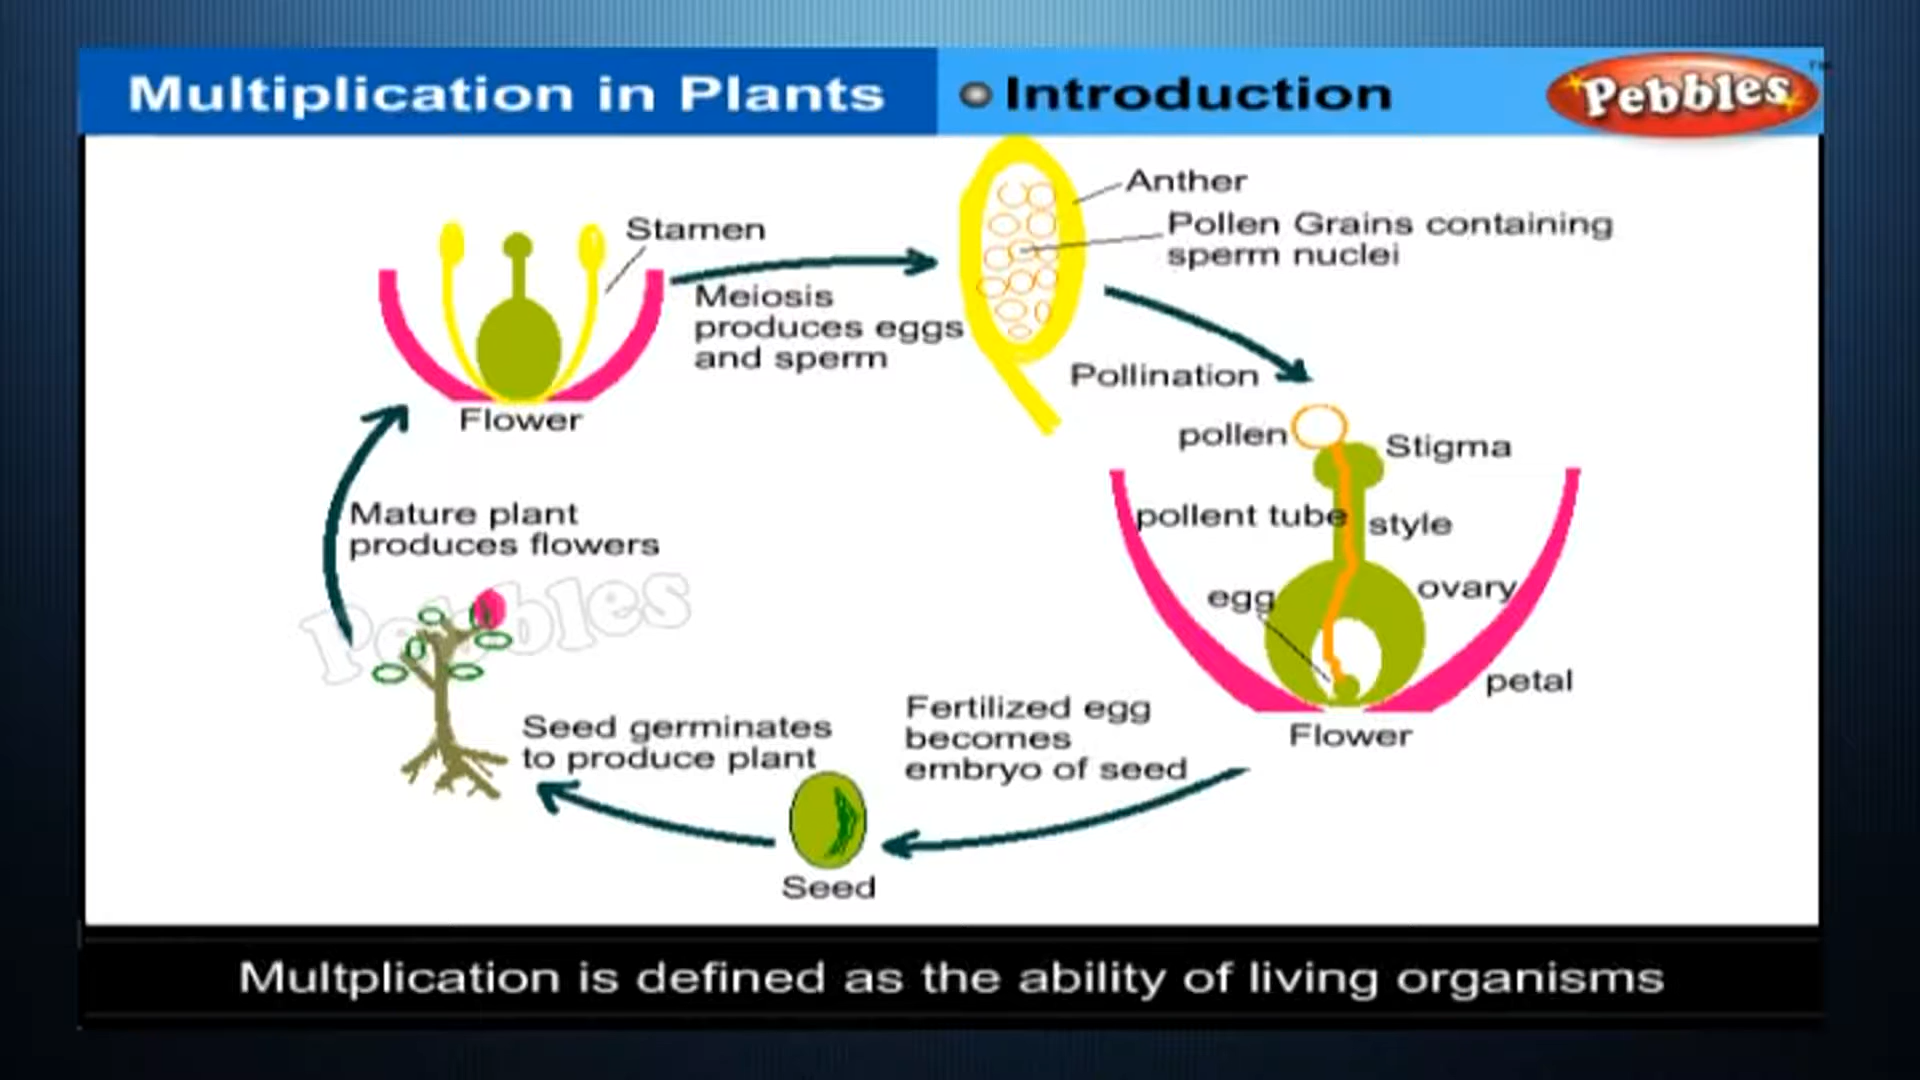 Multiplication in Plants
Introduction
Pebbles™
Anther
Pollen Grains containing
sperm nuclei
Stamen
Meiosis
produces eggs
and sperm
Flower
Pollination
pollen
Stigma
pollent tube
style
egg
ovary
petal
Flower
Mature plant
produces flowers
Pebbles
Seed germinates
to produce plant
Fertilized egg
becomes
embryo of seed
Seed
Multplication is defined as the ability of living organisms